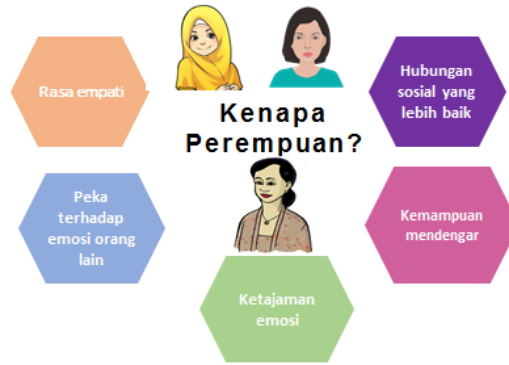 Kenapa
Perempuan?
Rasa empati
Peka
terhadap
emosi orang
lain
Ketajaman
emosi
Kemampuan
mendengar
Hubungan
sosial yang
lebih baik